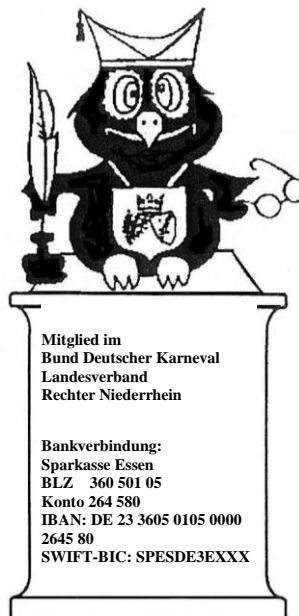 Mitglied im
Bund Deutscher Karneval
Landesverband
Rechter Niederrhein
Bankverbindung:
Sparkasse Essen
BLZ 360 501 05
Konto 264 580
IBAN: DE 23 3605 0105 0000
2645 80
SWIFT-BIC: SPESDE3EXXX